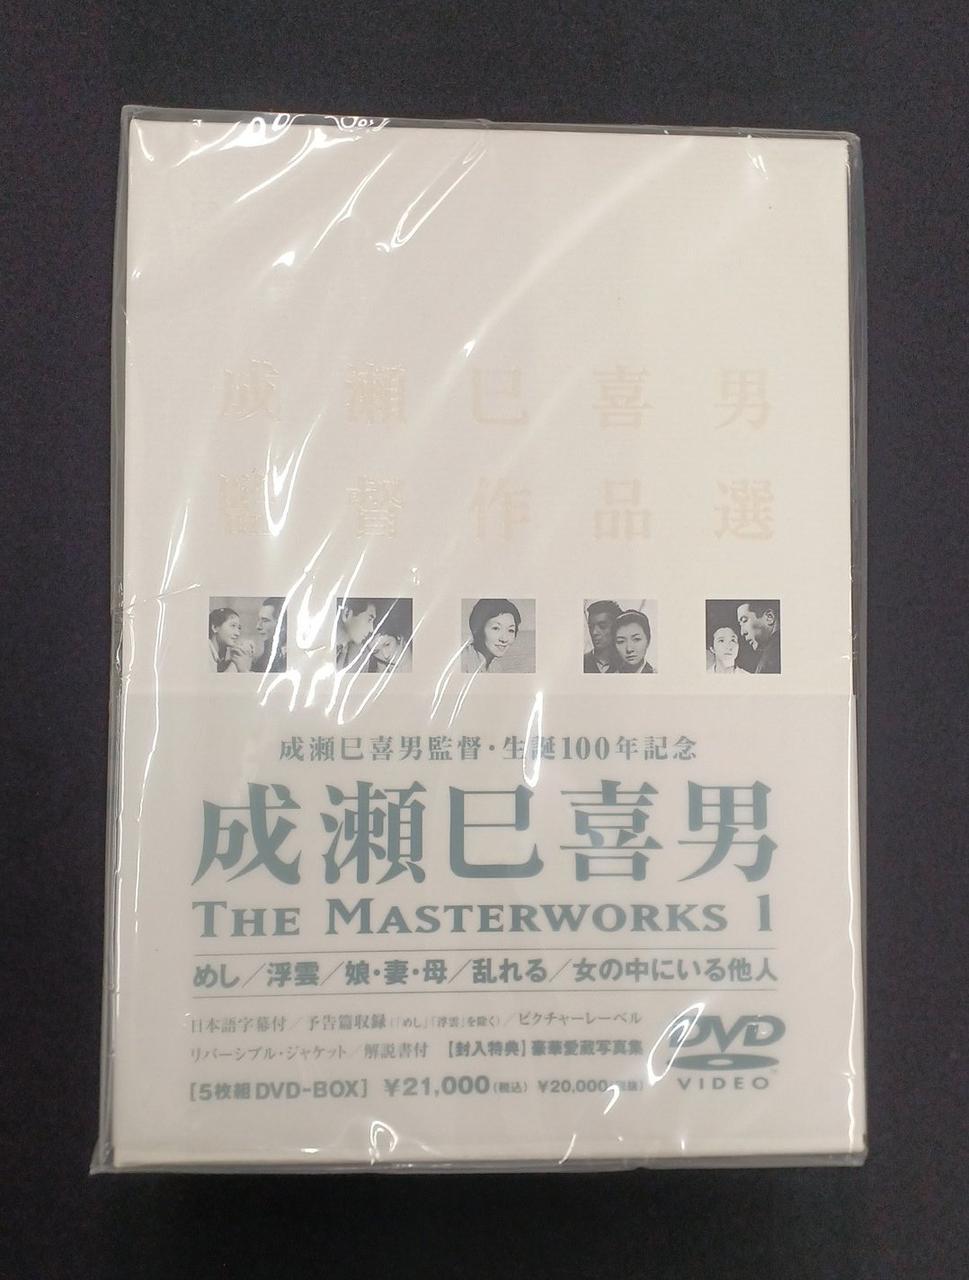 成瀬巳喜男
監督作品選
成瀬巳喜男監督・生誕100年記念
成瀬巳喜男
THE MASTERWORKS 1
めし／浮雲／娘・妻・母／乱れる／女の中にいる他人
日本語字幕付／予告篇収録(「めし」「浮雲」を除く)／ピクチャーレーベル
リバーシブル・ジャケット／解説書付 【封入特典】豪華愛蔵写真集
[5枚組DVD-BOX] ￥21,000(税込) ￥20,000(税抜)
DVD
VIDEO
TM